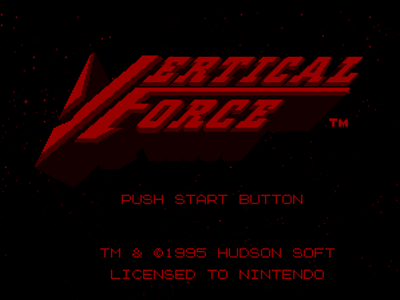 VERTICAL
FORCE
TM
PUSH START BUTTON
TM & ©1995 HUDSON SOFT
LICENSED TO NINTENDO